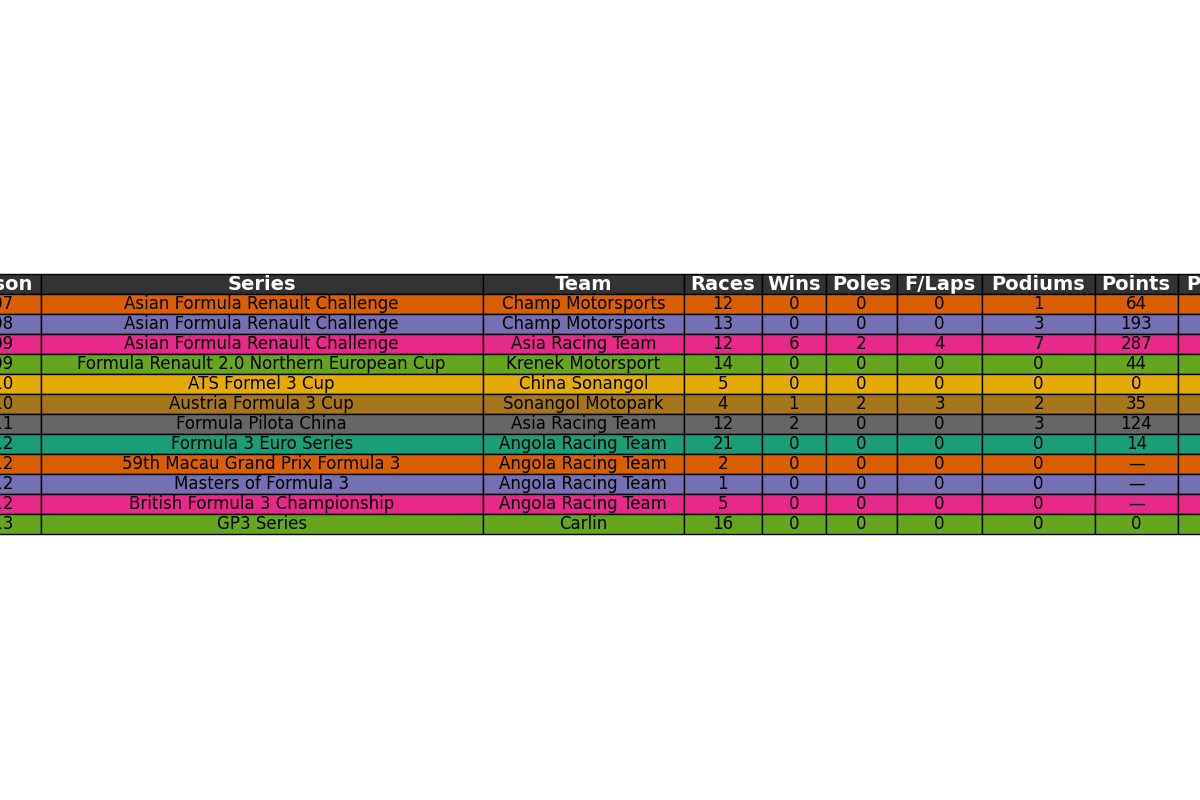 son Series Team Races Wins Poles F/Laps Podiums Points P
07 Asian Formula Renault Challenge Champ Motorsports 12 0 0 0 1 64
08 Asian Formula Renault Challenge Champ Motorsports 13 0 0 0 3 193
09 Asian Formula Renault Challenge Asia Racing Team 12 6 2 4 7 287
09 Formula Renault 2.0 Northern European Cup Krenek Motorsport 14 0 0 0 0 44
10 ATS Formel 3 Cup China Sonangol 5 0 0 0 0 0
10 Austria Formula 3 Cup Sonangol Motopark 4 1 2 3 2 35
11 Formula Pilota China Asia Racing Team 12 2 0 0 3 124
12 Formula 3 Euro Series Angola Racing Team 21 0 0 0 0 14
12 59th Macau Grand Prix Formula 3 Angola Racing Team 2 0 0 0 0 —
12 Masters of Formula 3 Angola Racing Team 1 0 0 0 0 —
12 British Formula 3 Championship Angola Racing Team 5 0 0 0 0 —
13 GP3 Series Carlin 16 0 0 0 0 0